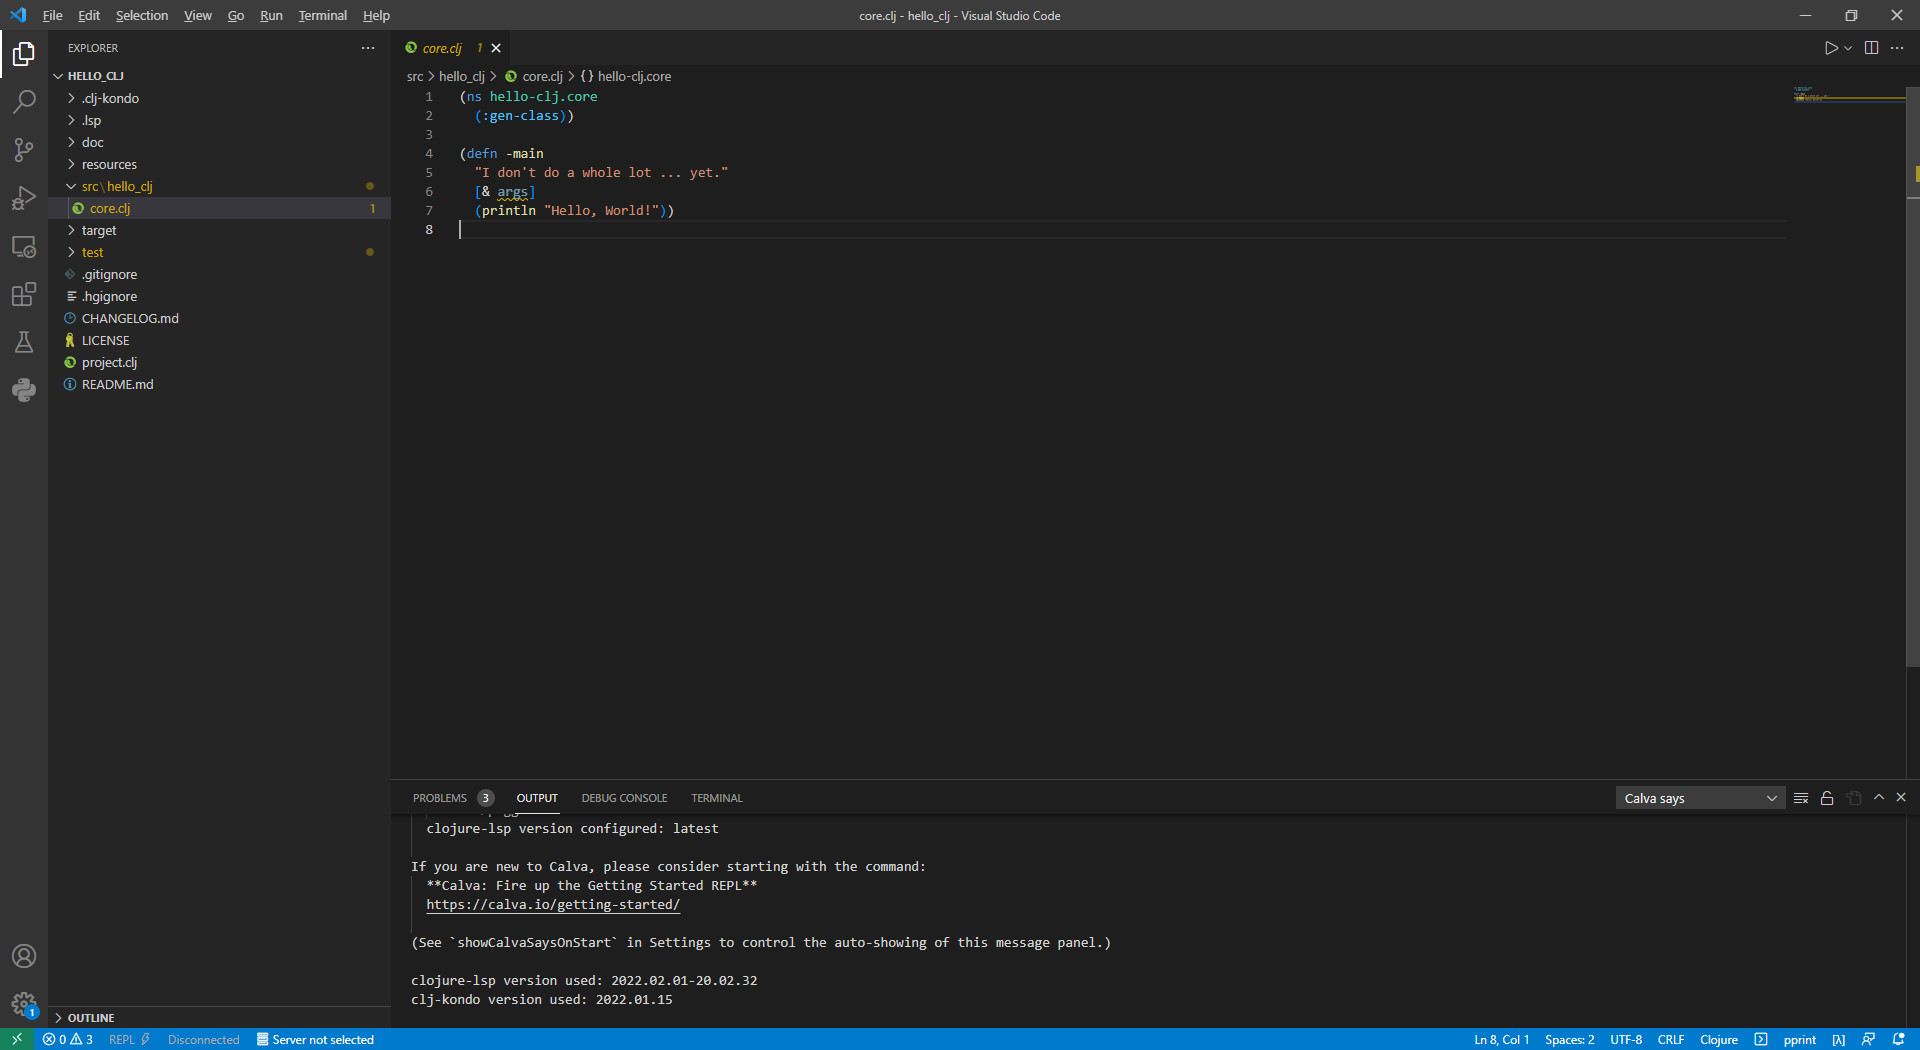 File Edit Selection View Go Run Terminal Help
core.clj - hello_clj - Visual Studio Code
EXPLORER
HELLO_CLJ
.clj-kondo
.lsp
doc
resources
src\hello_clj
core.clj 1
target
test
.gitignore
.hgignore
CHANGELOG.md
LICENSE
project.clj
README.md
OUTLINE
core.clj 1
src > hello_clj > core.clj > {} hello-clj.core
1 (ns hello-clj.core
2 (:gen-class))
3
4 (defn -main
5 "I don't do a whole lot ... yet."
6 [& args]
7 (println "Hello, World!"))
8
PROBLEMS 3 OUTPUT DEBUG CONSOLE TERMINAL
Calva says
clojure-lsp version configured: latest
If you are new to Calva, please consider starting with the command:
**Calva: Fire up the Getting Started REPL**
https://calva.io/getting-started/
(See `showCalvaSaysOnStart` in Settings to control the auto-showing of this message panel.)
clojure-lsp version used: 2022.02.01-20.02.32
clj-kondo version used: 2022.01.15
1
0 3 REPL Disconnected Server not selected
Ln 8, Col 1 Spaces: 2 UTF-8 CRLF Clojure pprint [λ]